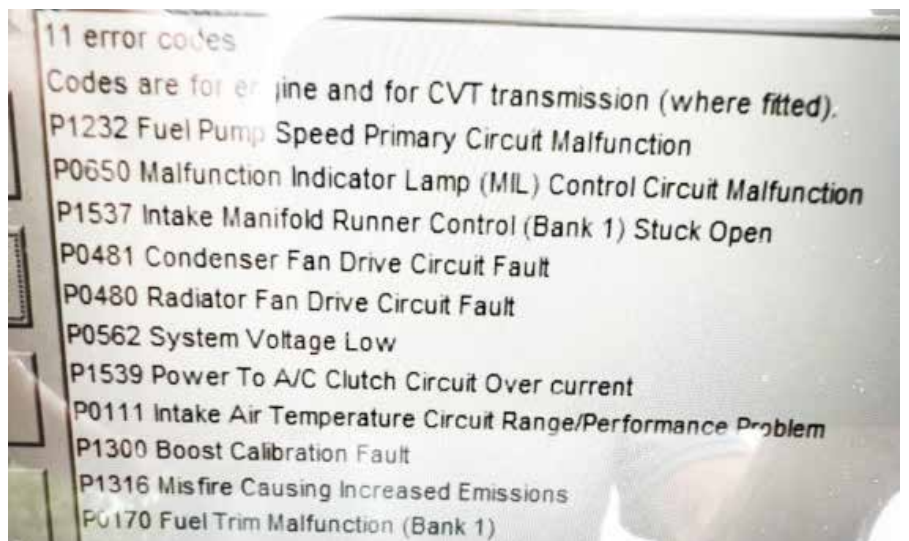 11 error codes
Codes are for engine and for CVT transmission (where fitted).
P1232 Fuel Pump Speed Primary Circuit Malfunction
P0650 Malfunction Indicator Lamp (MIL) Control Circuit Malfunction
P1537 Intake Manifold Runner Control (Bank 1) Stuck Open
P0481 Condenser Fan Drive Circuit Fault
P0480 Radiator Fan Drive Circuit Fault
P0562 System Voltage Low
P1539 Power To A/C Clutch Circuit Over current
P0111 Intake Air Temperature Circuit Range/Performance Problem
P1300 Boost Calibration Fault
P1316 Misfire Causing Increased Emissions
P0170 Fuel Trim Malfunction (Bank 1)